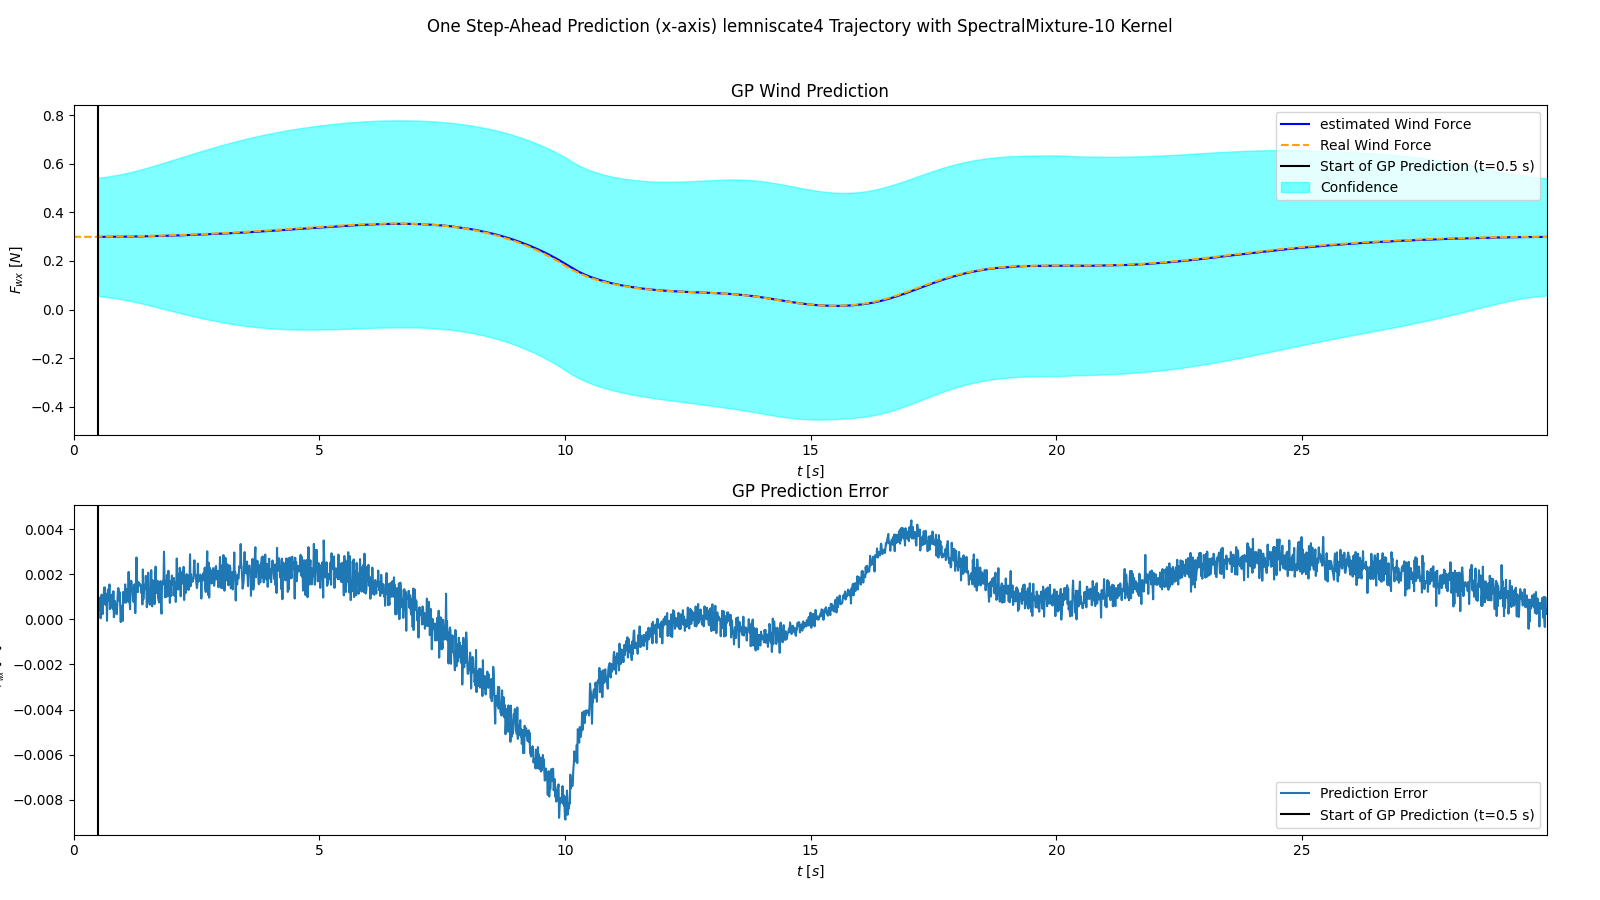 One Step-Ahead Prediction (x-axis) lemniscate4 Trajectory with SpectralMixture-10 Kernel
GP Wind Prediction
0.8
0.6
0.4
0.2
0.0
−0.2
−0.4
F_wx [N]
estimated Wind Force
Real Wind Force
Start of GP Prediction (t=0.5 s)
Confidence
0 5 10 15 20 25
t [s]
GP Prediction Error
0.004
0.002
0.000
−0.002
−0.004
−0.006
−0.008
Prediction Error
Start of GP Prediction (t=0.5 s)
0 5 10 15 20 25
t [s]